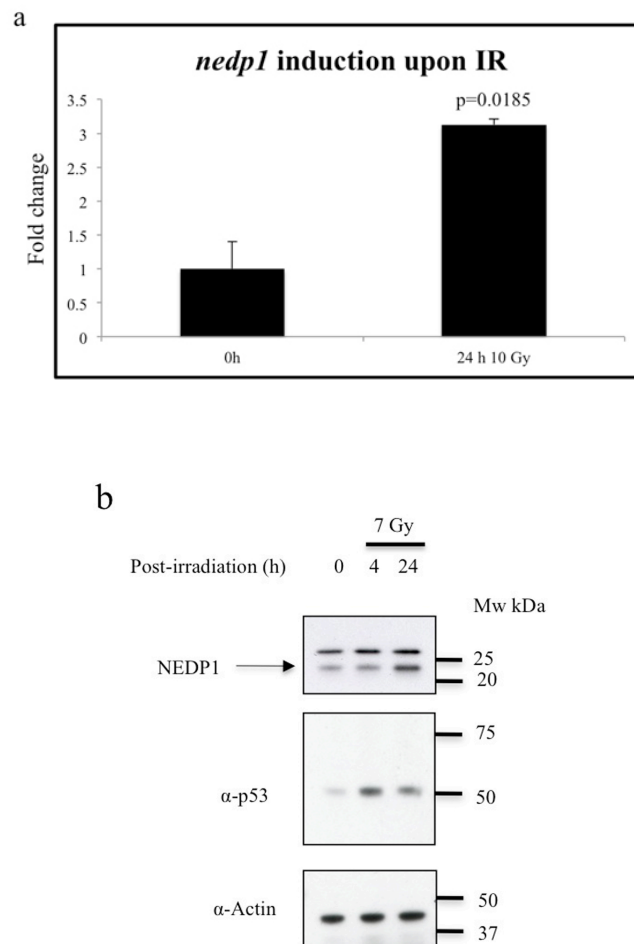 a
nedp1 induction upon IR
p=0.0185
3.5
3
2.5
2
1.5
1
0.5
0
Fold change
0h
24 h 10 Gy
b
7 Gy
Post-irradiation (h) 0 4 24
Mw kDa
NEDP1
25
20
75
α-p53
50
α-Actin
50
37